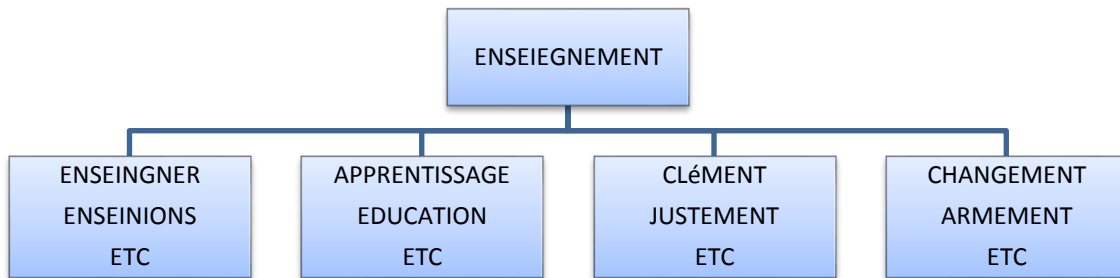 ENSEIEGNEMENT
ENSEINGNER
ENSEINIONS
ETC
APPRENTISSAGE
EDUCATION
ETC
CLéMENT
JUSTEMENT
ETC
CHANGEMENT
ARMEMENT
ETC